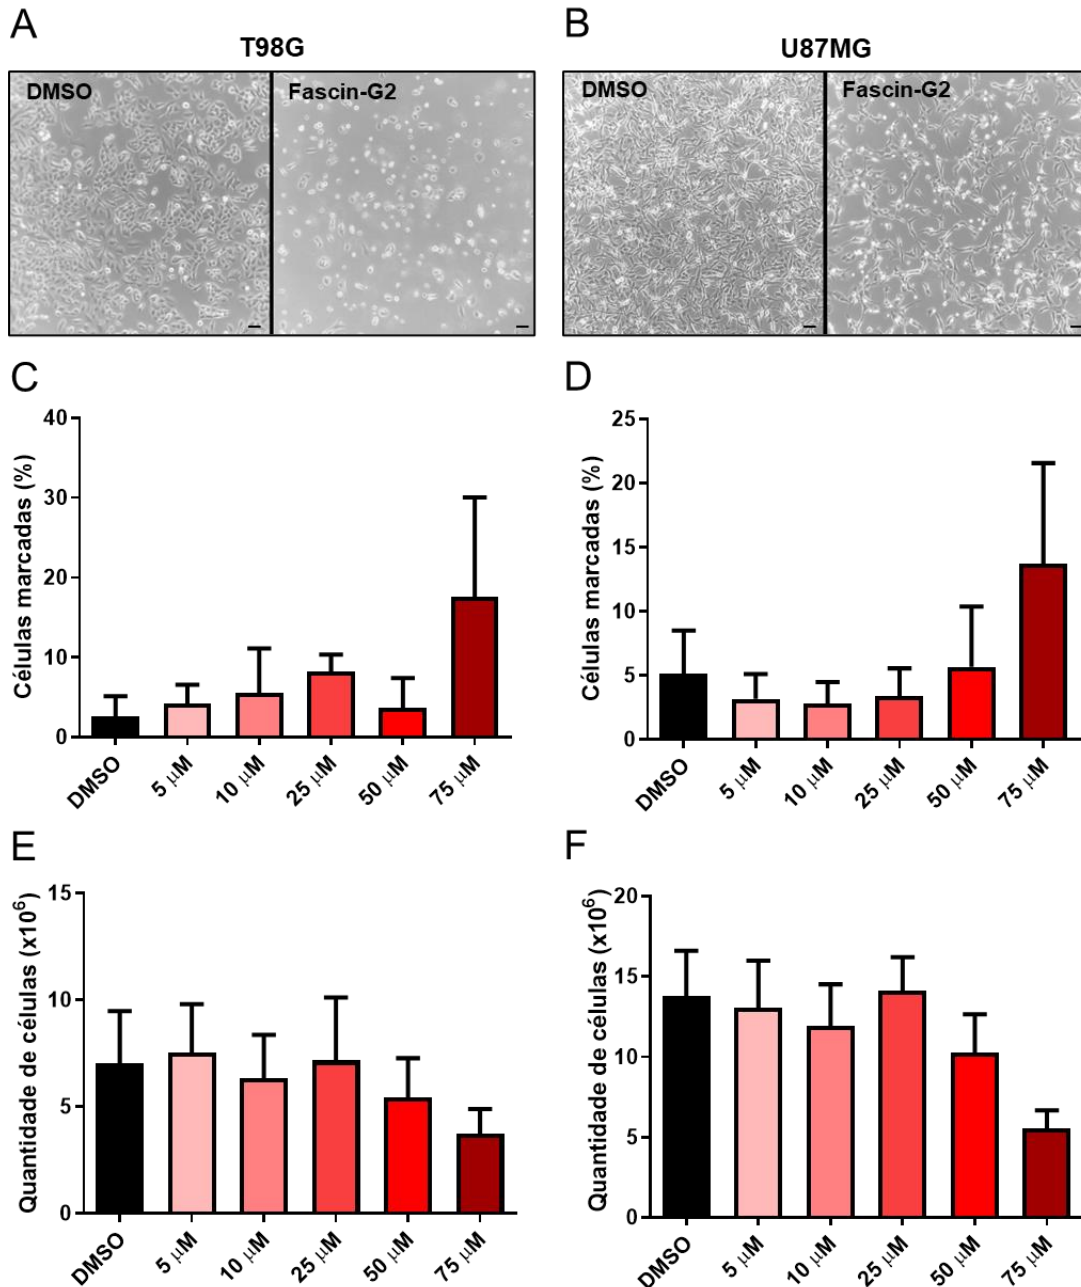 A
B
T98G
U87MG
DMSO
Fascin-G2
DMSO
Fascin-G2
C
D
Células marcadas (%)
40
30
20
10
0
DMSO
5 μM
10 μM
25 μM
50 μM
75 μM
Células marcadas (%)
25
20
15
10
5
0
DMSO
5 μM
10 μM
25 μM
50 μM
75 μM
E
F
Quantidade de células (x10⁶)
15
10
5
0
DMSO
5 μM
10 μM
25 μM
50 μM
75 μM
Quantidade de células (x10⁶)
20
15
10
5
0
DMSO
5 μM
10 μM
25 μM
50 μM
75 μM